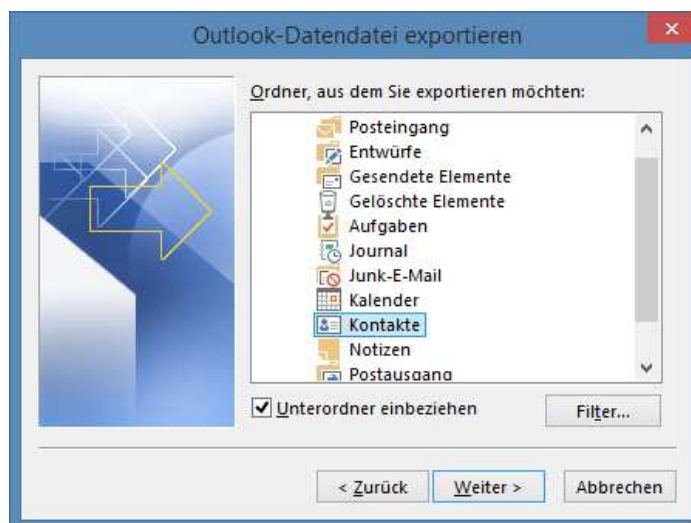 Outlook-Datendatei exportieren
Ordner, aus dem Sie exportieren möchten:
Posteingang
Entwürfe
Gesendete Elemente
Gelöschte Elemente
Aufgaben
Journal
Junk-E-Mail
Kalender
Kontakte
Notizen
Postausgang
Unterordner einbeziehen
Filter...
< Zurück
Weiter >
Abbrechen